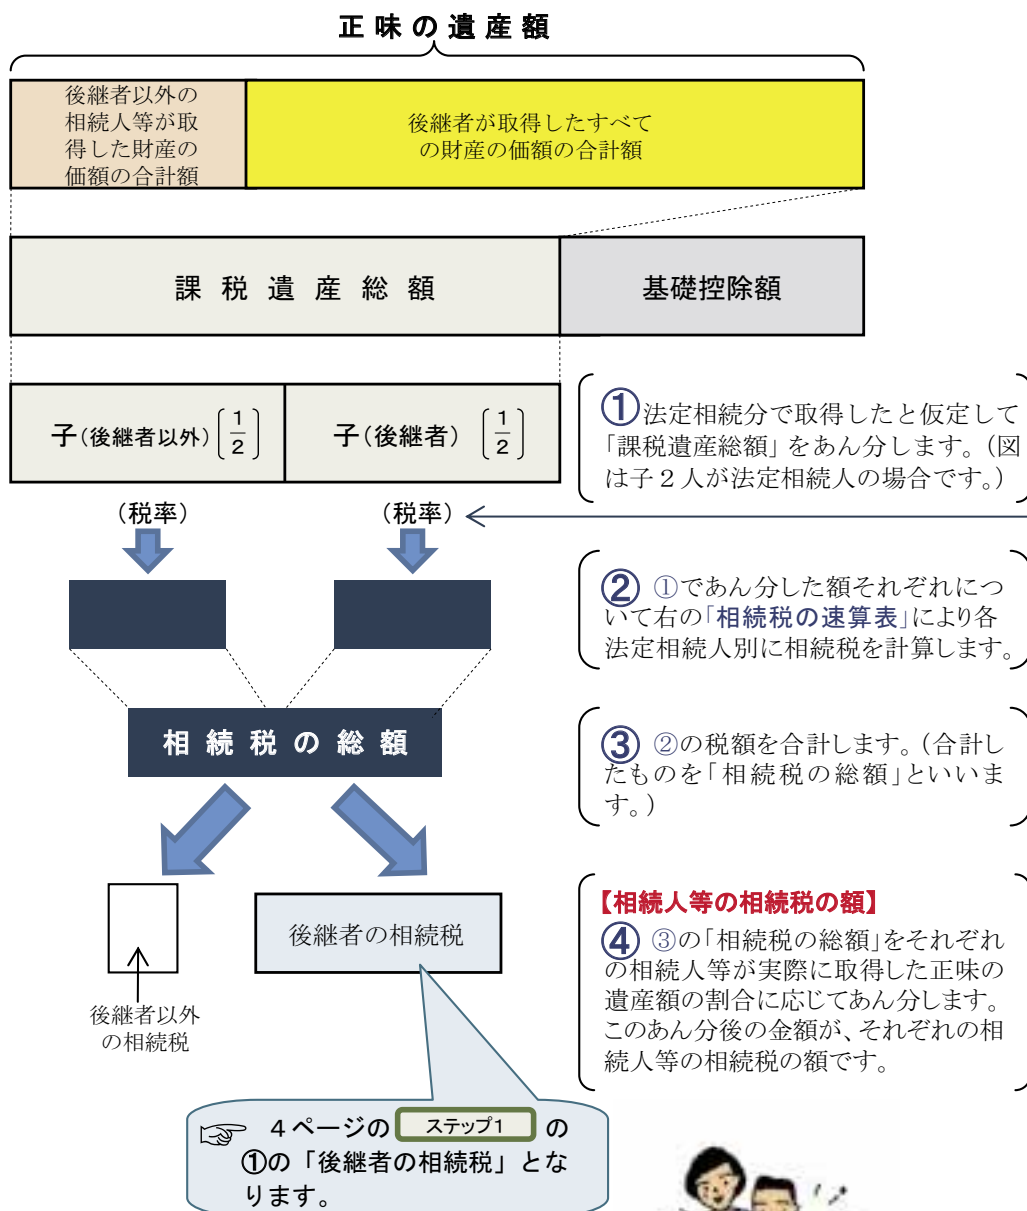 正味の遺産額
後継者以外の
相続人等が取
得した財産の
価額の合計額
後継者が取得したすべて
の財産の価額の合計額
課税遺産総額
基礎控除額
子(後継者以外)(1/2)
子(後継者)(1/2)
①法定相続分で取得したと仮定して
「課税遺産総額」をあん分します。(図
は子2人が法定相続人の場合です。)
(税率)
(税率)
② ①であん分した額それぞれにつ
いて右の「相続税の速算表」により各
法定相続人別に相続税を計算します。
相続税の総額
③ ②の税額を合計します。(合計し
たものを「相続税の総額」といいま
す。)
後継者以外
の相続税
後継者の相続税
【相続人等の相続税の額】
④ ③の「相続税の総額」をそれぞれ
の相続人等が実際に取得した正味の
遺産額の割合に応じてあん分します。
このあん分後の金額が、それぞれの相
続人等の相続税の額です。
☞ 4ページの ステップ1 の
①の「後継者の相続税」とな
ります。